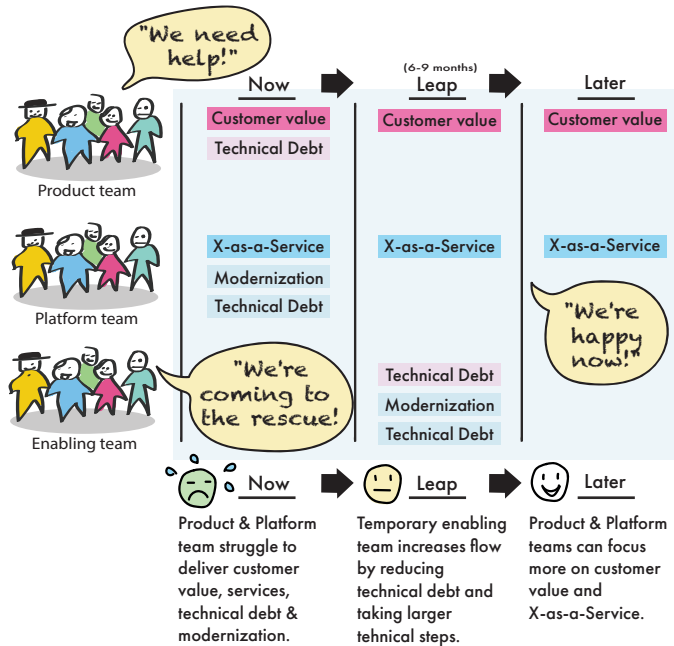 "We need
help!"
(6-9 months)
Now
Leap
Later
Customer value
Customer value
Customer value
Technical Debt
Product team
X-as-a-Service
X-as-a-Service
X-as-a-Service
Modernization
Technical Debt
Platform team
"We're
happy
now!"
"We're
coming to
the rescue!
Technical Debt
Modernization
Technical Debt
Enabling team
Now
Leap
Later
Product & Platform
team struggle to
deliver customer
value, services,
technical debt &
modernization.
Temporary enabling
team increases flow
by reducing
technical debt and
taking larger
tehnical steps.
Product & Platform
teams can focus
more on customer
value and
X-as-a-Service.